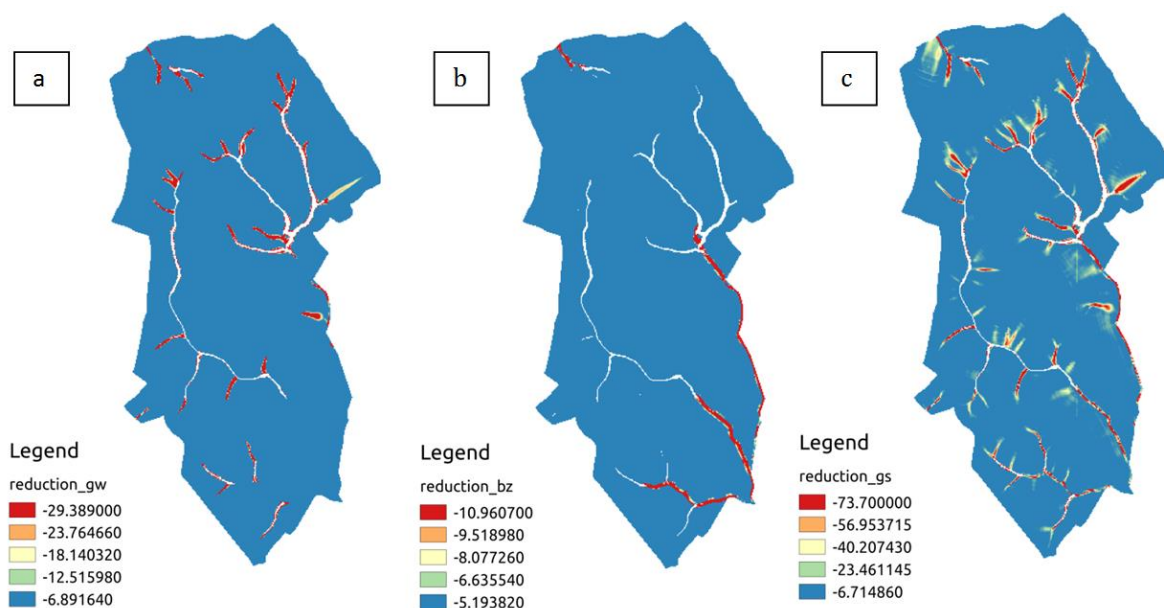 a
b
c
Legend
reduction_gw
-29.389000
-23.764660
-18.140320
-12.515980
-6.891640
Legend
reduction_bz
-10.960700
-9.518980
-8.077260
-6.635540
-5.193820
Legend
reduction_gs
-73.700000
-56.953715
-40.207430
-23.461145
-6.714860